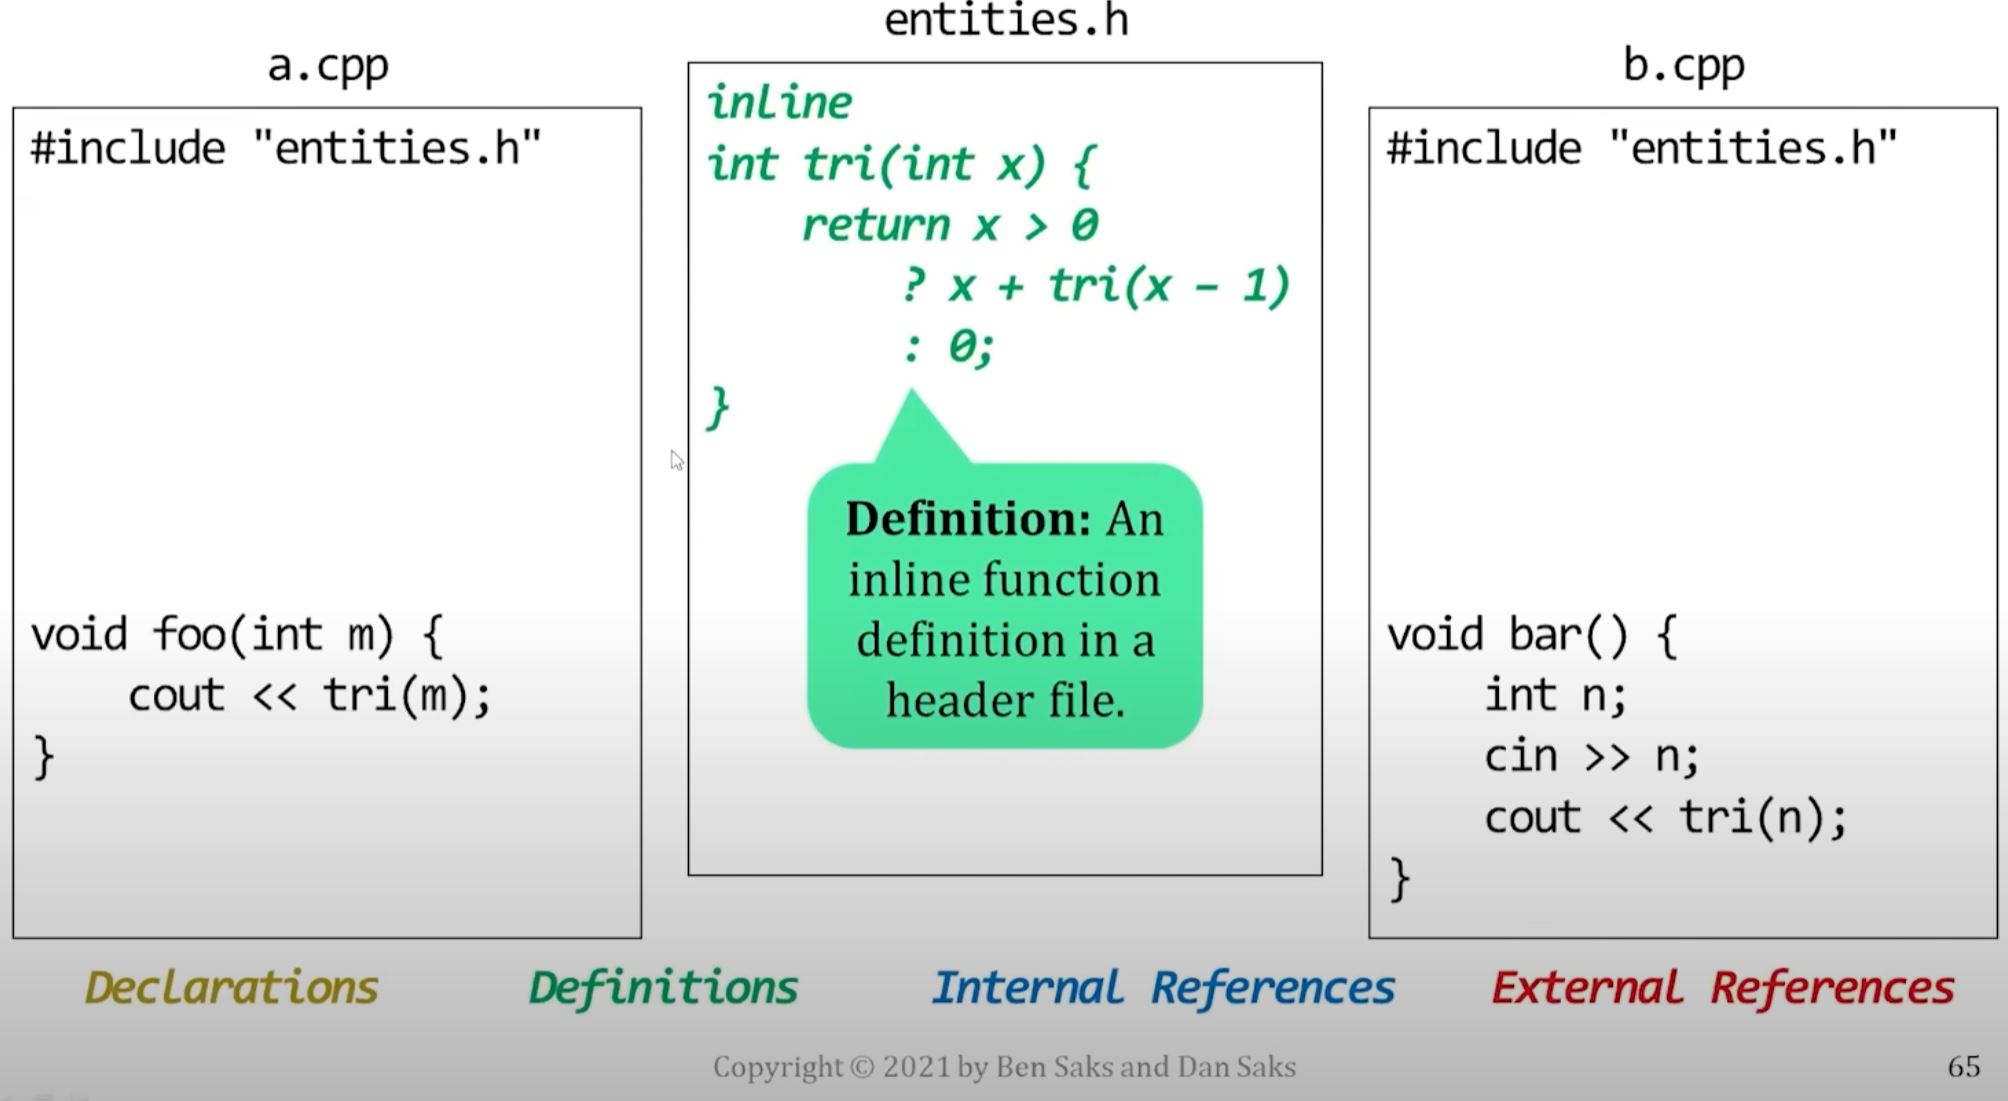 entities.h
a.cpp
b.cpp
#include "entities.h"
void foo(int m) {
    cout << tri(m);
}
inline
int tri(int x) {
    return x > 0
        ? x + tri(x – 1)
        : 0;
}
Definition: An
inline function
definition in a
header file.
#include "entities.h"
void bar() {
    int n;
    cin >> n;
    cout << tri(n);
}
Declarations
Definitions
Internal References
External References
Copyright © 2021 by Ben Saks and Dan Saks
65